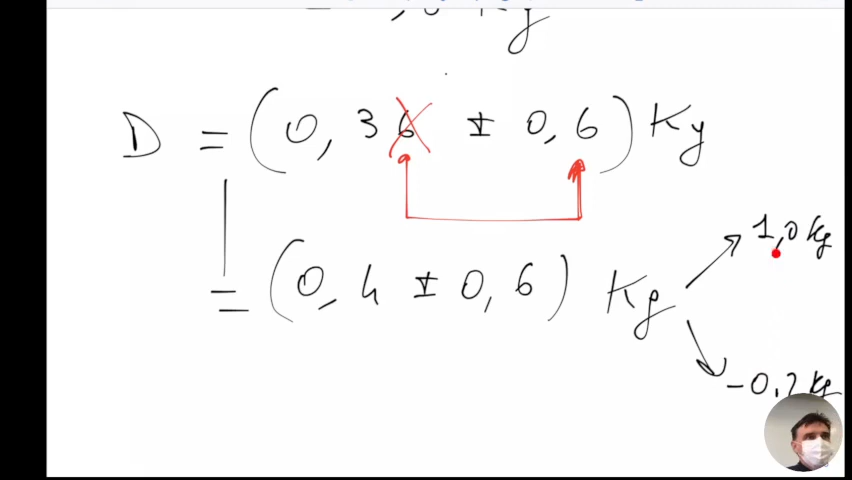 D = (0,36 ± 0,6) Kg
= (0,4 ± 0,6) Kg
1,0 Kg
-0,2 Kg